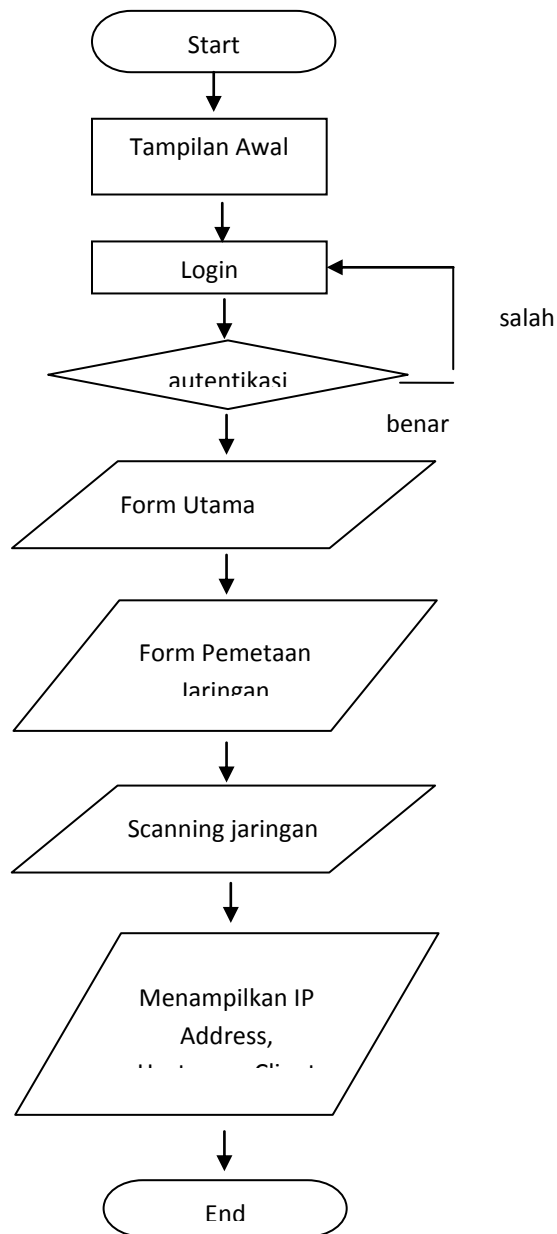 Start
Tampilan Awal
Login
salah
autentikasi
benar
Form Utama
Form Pemetaan
Jaringan
Scanning jaringan
Menampilkan IP
Address,
End